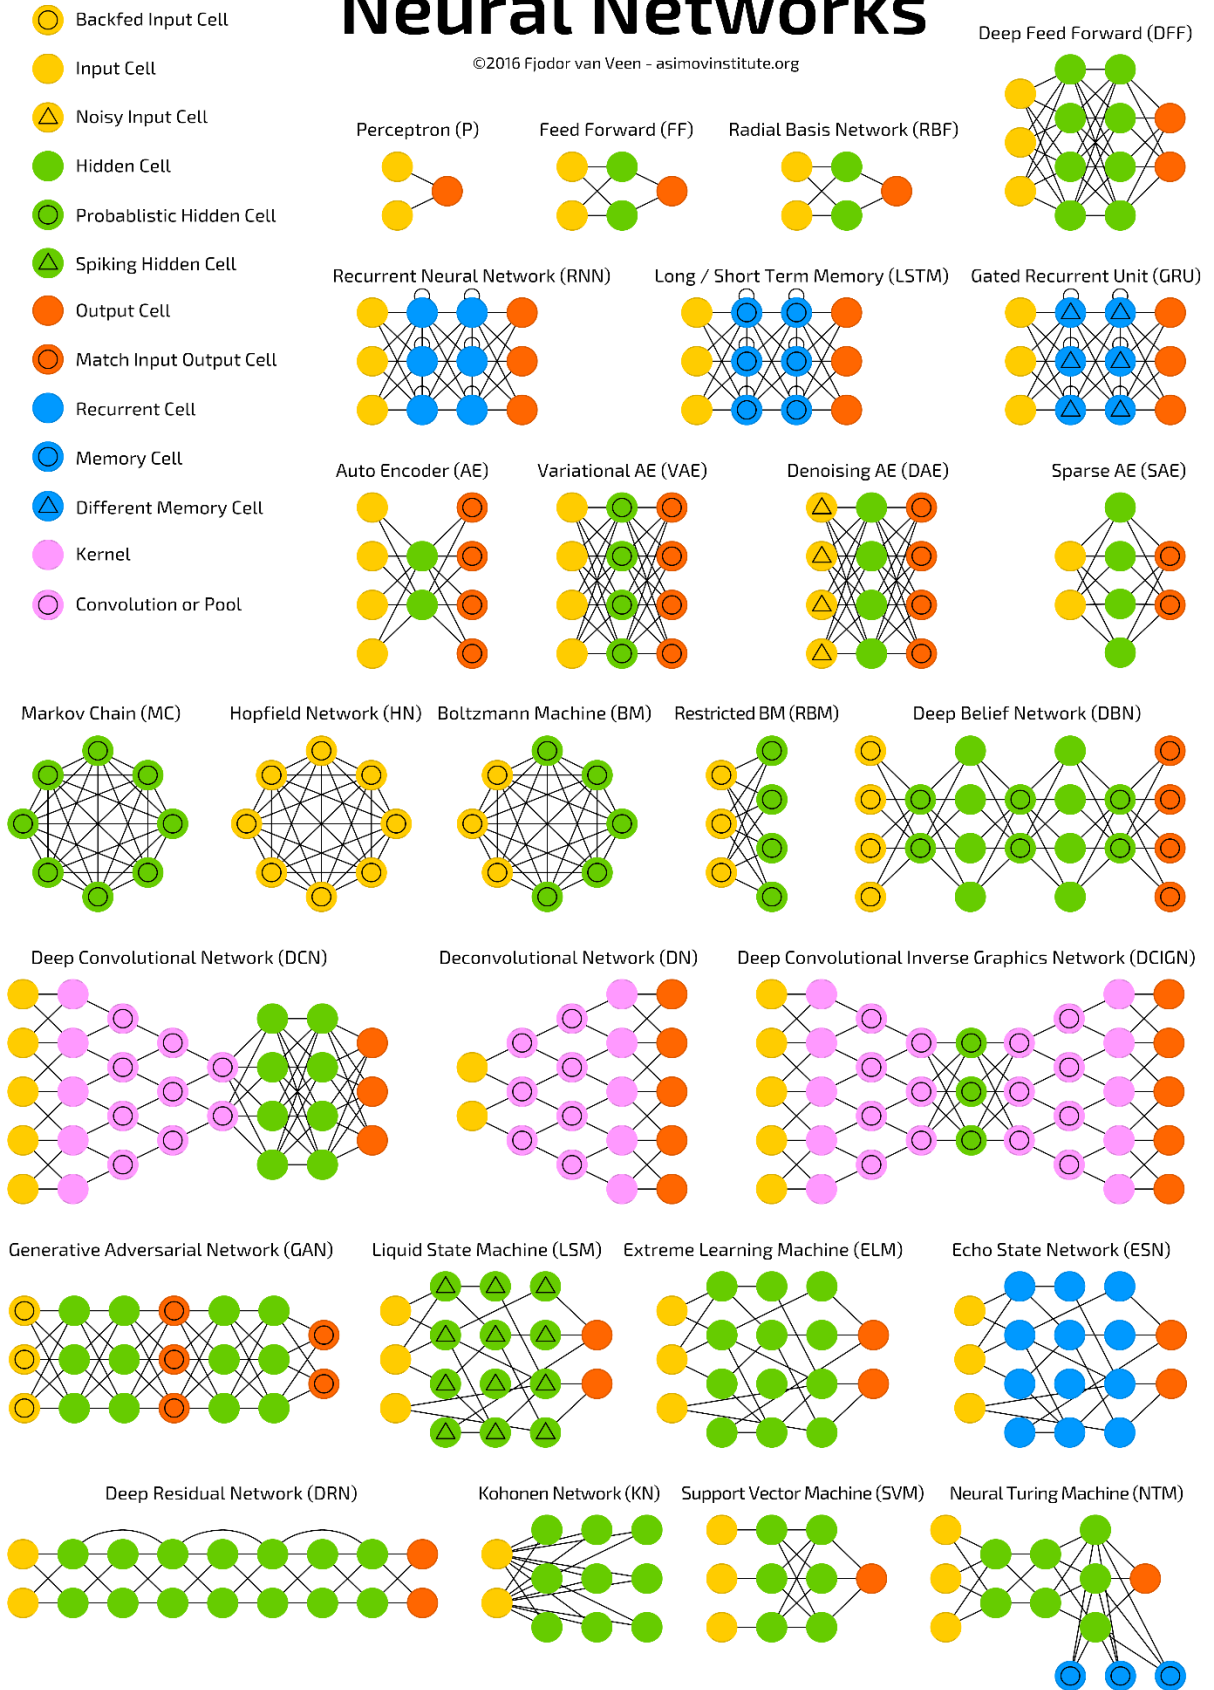 Neural Networks
©2016 Fjodor van Veen - asimovinstitute.org
Backfed Input Cell
Input Cell
Noisy Input Cell
Hidden Cell
Probablistic Hidden Cell
Spiking Hidden Cell
Output Cell
Match Input Output Cell
Recurrent Cell
Memory Cell
Different Memory Cell
Kernel
Convolution or Pool
Deep Feed Forward (DFF)
Perceptron (P)
Feed Forward (FF)
Radial Basis Network (RBF)
Recurrent Neural Network (RNN)
Long / Short Term Memory (LSTM)
Gated Recurrent Unit (GRU)
Auto Encoder (AE)
Variational AE (VAE)
Denoising AE (DAE)
Sparse AE (SAE)
Markov Chain (MC)
Hopfield Network (HN)
Boltzmann Machine (BM)
Restricted BM (RBM)
Deep Belief Network (DBN)
Deep Convolutional Network (DCN)
Deconvolutional Network (DN)
Deep Convolutional Inverse Graphics Network (DCIGN)
Generative Adversarial Network (GAN)
Liquid State Machine (LSM)
Extreme Learning Machine (ELM)
Echo State Network (ESN)
Deep Residual Network (DRN)
Kohonen Network (KN)
Support Vector Machine (SVM)
Neural Turing Machine (NTM)